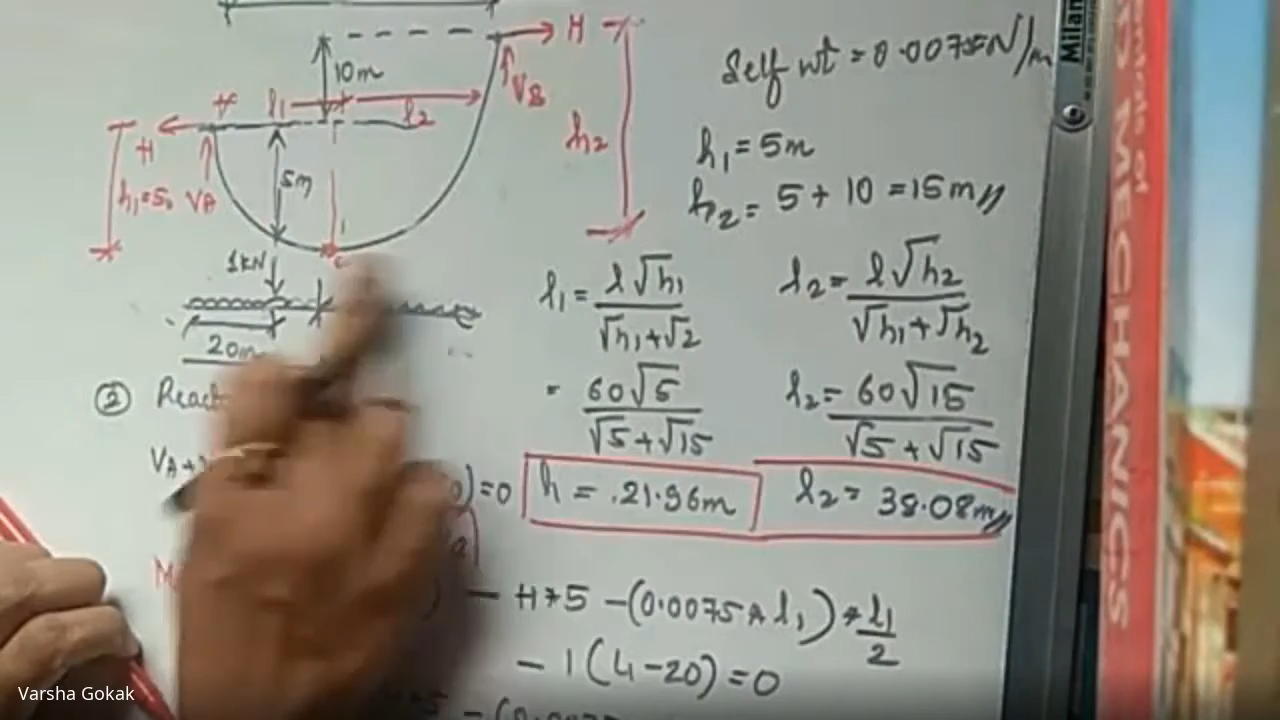 H
10m
VB
H l1 l2
H
h2
5m
h1=5 VA
1kN
20m
② React
VA+
Self wt = 0.0075N/m
h1 = 5m
h2 = 5 + 10 = 15m//
l1 = l√h1 / √h1+√2
l2 = l√h2 / √h1+√h2
= 60√5 / √5+√15
l2 = 60√15 / √5+√15
)=0
h = .21.96m
l2 = 38.08m//
M
) - H*5 - (0.0075*l1)*l1/2
- 1(l1-20)=0
*5 - (0.0075
Milan
D MECHANICS
Varsha Gokak